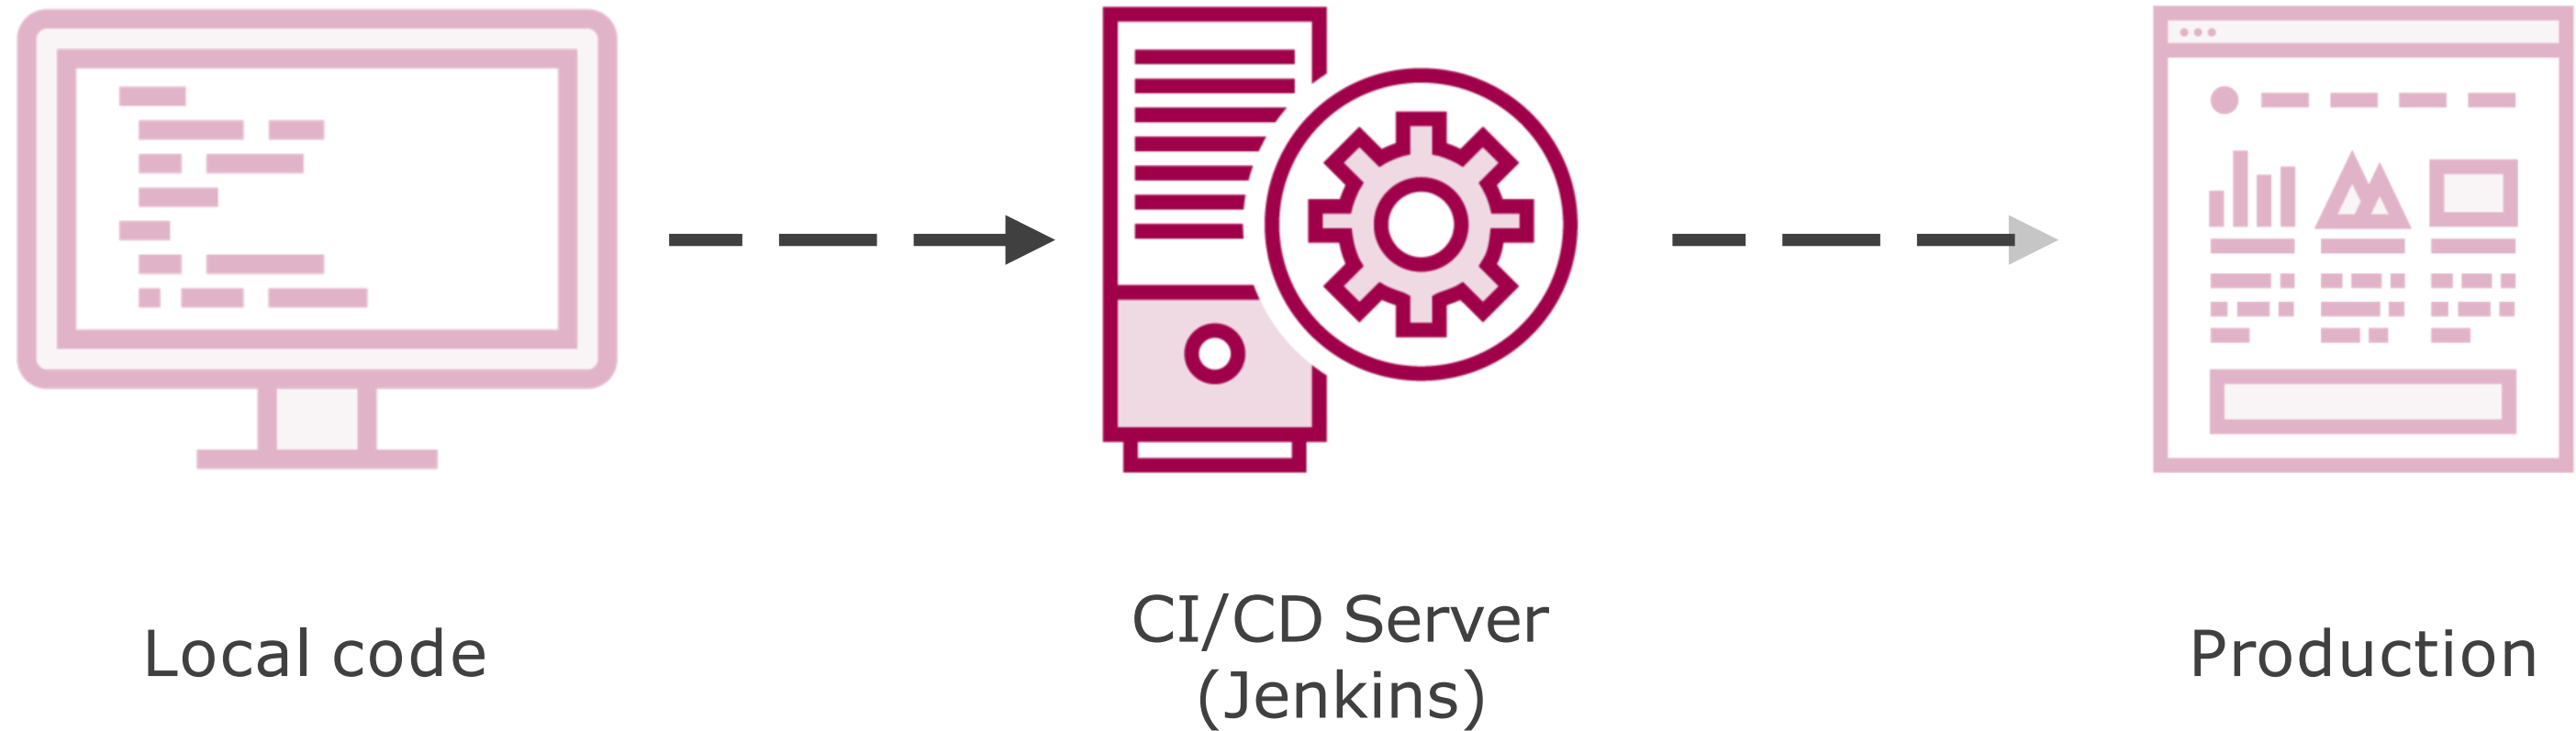 Local code
CI/CD Server
(Jenkins)
Production